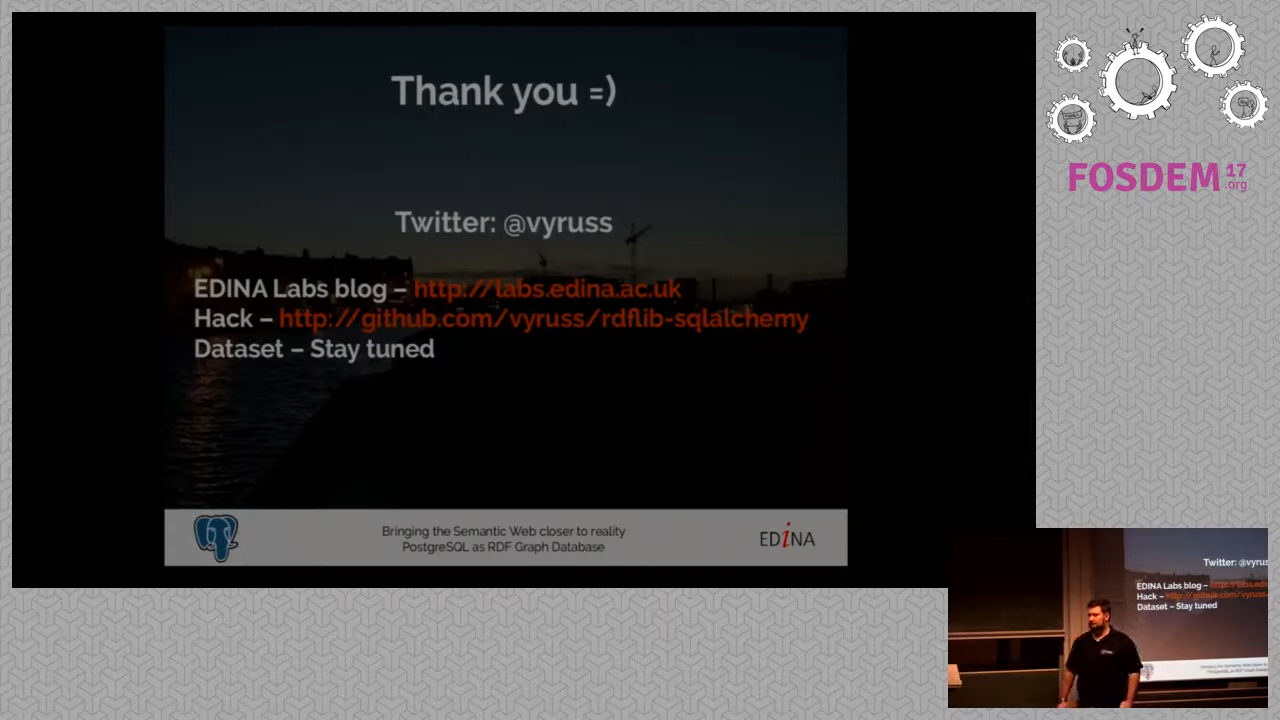 Thank you =)
Twitter: @vyruss
EDINA Labs blog – http://labs.edina.ac.uk
Hack – http://github.com/vyruss/rdflib-sqlalchemy
Dataset – Stay tuned
Bringing the Semantic Web closer to reality
PostgreSQL as RDF Graph Database
EDiNA
FOSDEM 17
.org
Twitter: @vyrus
EDINA Labs blog – http://labs.edi
Hack – http://github.com/vyruss
Dataset – Stay tuned